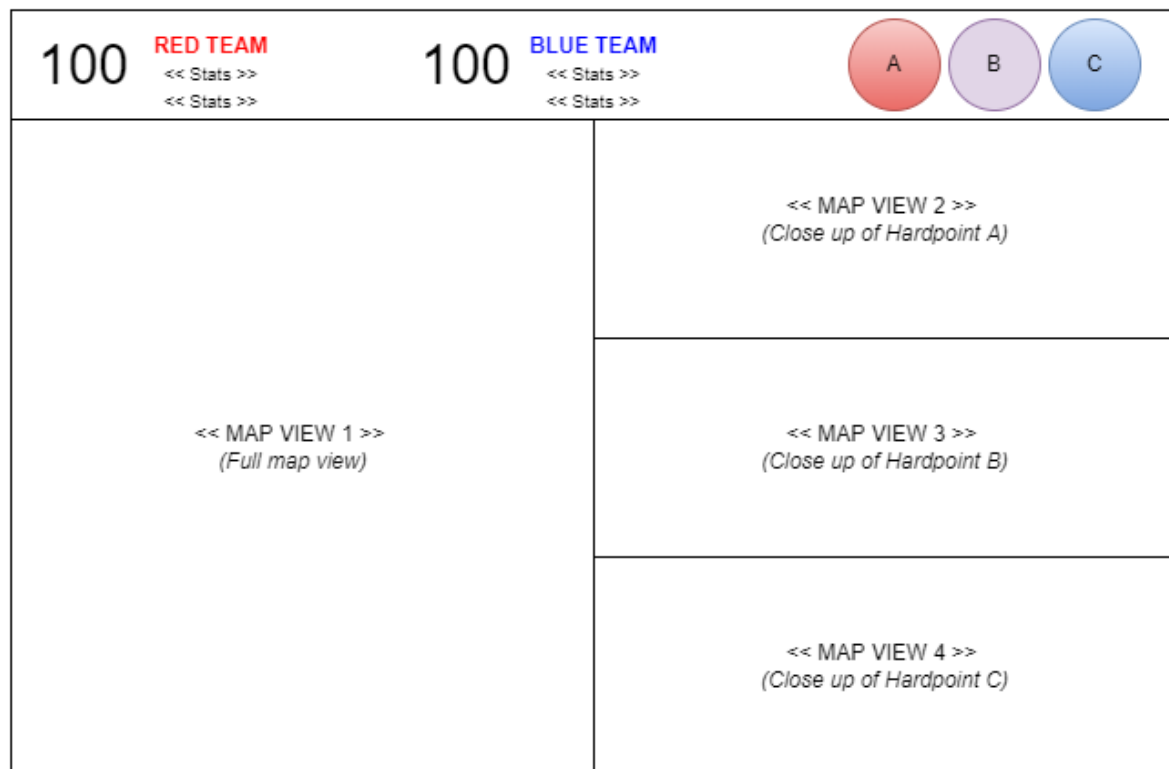 100
RED TEAM
<< Stats >>
<< Stats >>
100
BLUE TEAM
<< Stats >>
<< Stats >>
A
B
C
<< MAP VIEW 1 >>
(Full map view)
<< MAP VIEW 2 >>
(Close up of Hardpoint A)
<< MAP VIEW 3 >>
(Close up of Hardpoint B)
<< MAP VIEW 4 >>
(Close up of Hardpoint C)